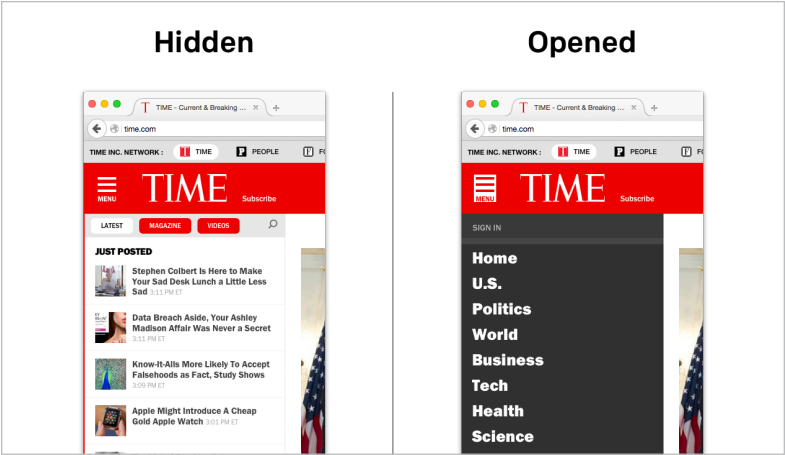 Hidden
T TIME - Current & Breaking ...
time.com
TIME INC. NETWORK :
TIME
P PEOPLE
F FO
MENU
TIME
Subscribe
LATEST
MAGAZINE
VIDEOS
JUST POSTED
Stephen Colbert Is Here to Make
Your Sad Desk Lunch a Little Less
Sad 3:11 PM ET
Data Breach Aside, Your Ashley
Madison Affair Was Never a Secret
3:11 PM ET
Know-It-Alls More Likely To Accept
Falsehoods as Fact, Study Shows
3:09 PM ET
Apple Might Introduce A Cheap
Gold Apple Watch 3:01 PM ET
Opened
T TIME - Current & Breaking ...
time.com
TIME INC. NETWORK :
TIME
P PEOPLE
F FO
MENU
TIME
Subscribe
SIGN IN
Home
U.S.
Politics
World
Business
Tech
Health
Science